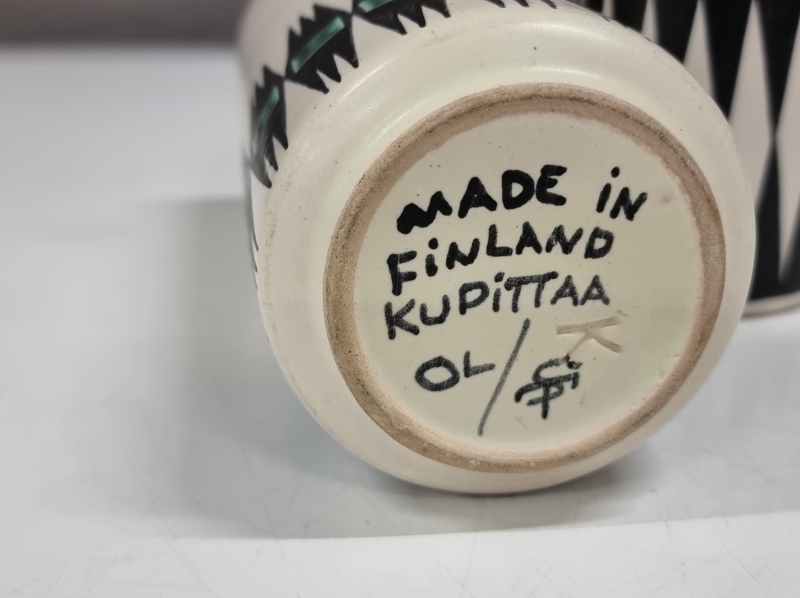 MADE iN
FiNLAND
KUPiTTAA
K
OL/